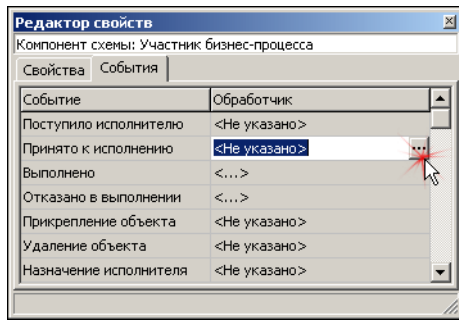 Редактор свойств
Компонент схемы: Участник бизнес-процесса
Свойства События
Событие Обработчик
Поступило исполнителю <Не указано>
Принято к исполнению <Не указано> ...
Выполнено <...>
Отказано в выполнении <...>
Прикрепление объекта <Не указано>
Удаление объекта <Не указано>
Назначение исполнителя <Не указано>